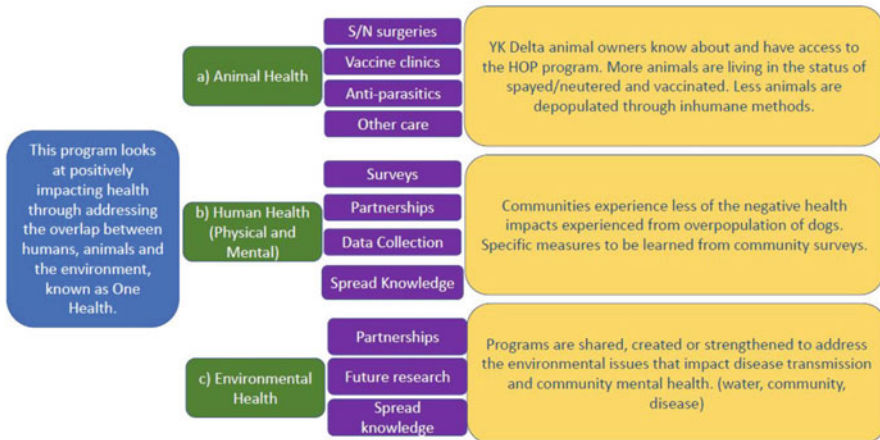 This program looks
at positively
impacting health
through addressing
the overlap between
humans, animals and
the environment,
known as One
Health.
a) Animal Health
S/N surgeries
Vaccine clinics
Anti-parasitics
Other care
YK Delta animal owners know about and have access to
the HOP program. More animals are living in the status of
spayed/neutered and vaccinated. Less animals are
depopulated through inhumane methods.
b) Human Health
(Physical and
Mental)
Surveys
Partnerships
Data Collection
Spread Knowledge
Communities experience less of the negative health
impacts experienced from overpopulation of dogs.
Specific measures to be learned from community surveys.
c) Environmental
Health
Partnerships
Future research
Spread
knowledge
Programs are shared, created or strengthened to address
the environmental issues that impact disease transmission
and community mental health. (water, community,
disease)